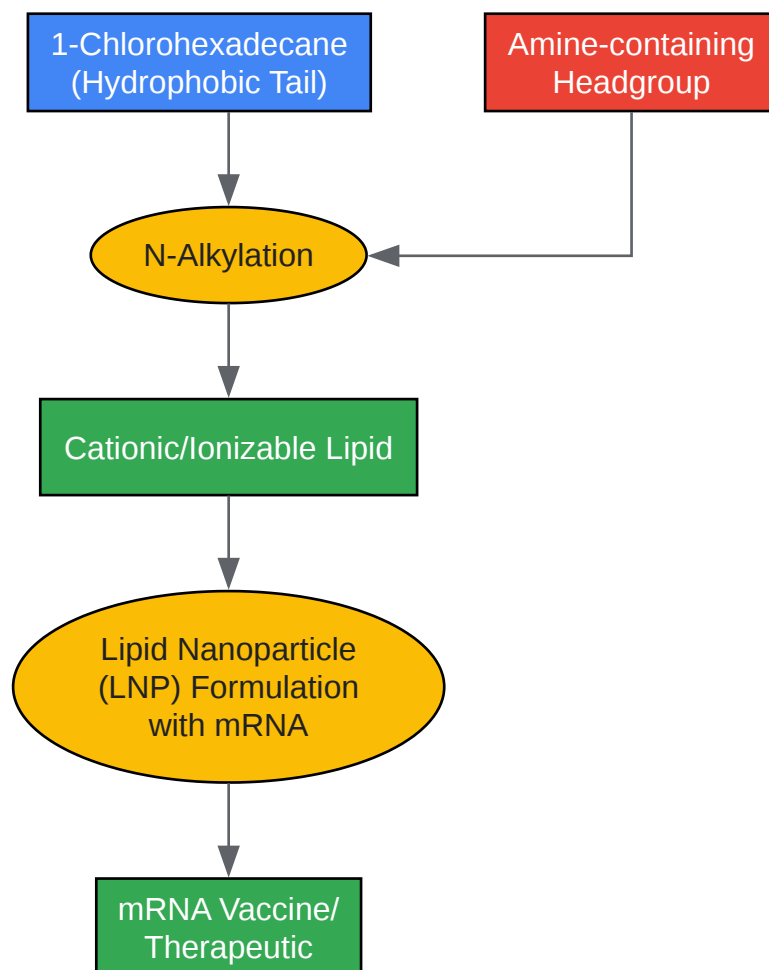 1-Chlorohexadecane
(Hydrophobic Tail)
Amine-containing
Headgroup
N-Alkylation
Cationic/Ionizable Lipid
Lipid Nanoparticle
(LNP) Formulation
with mRNA
mRNA Vaccine/
Therapeutic